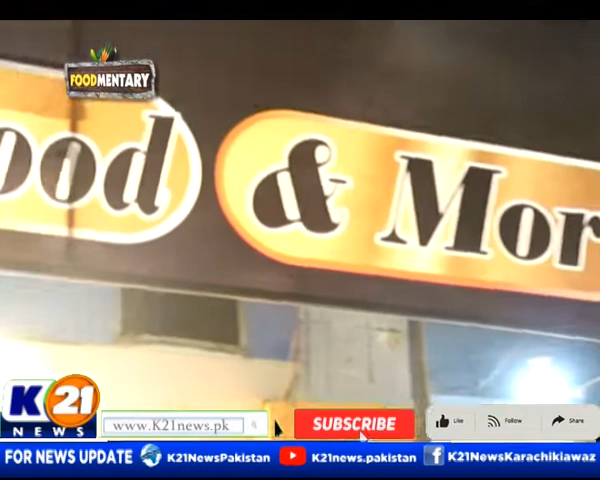 FOODMENTARY
ood & Mor
K21
NEWS
www.K21news.pk
SUBSCRIBE
Like
Follow
Share
FOR NEWS UPDATE K21NewsPakistan K21news.pakistan K21NewsKarachikiawaz